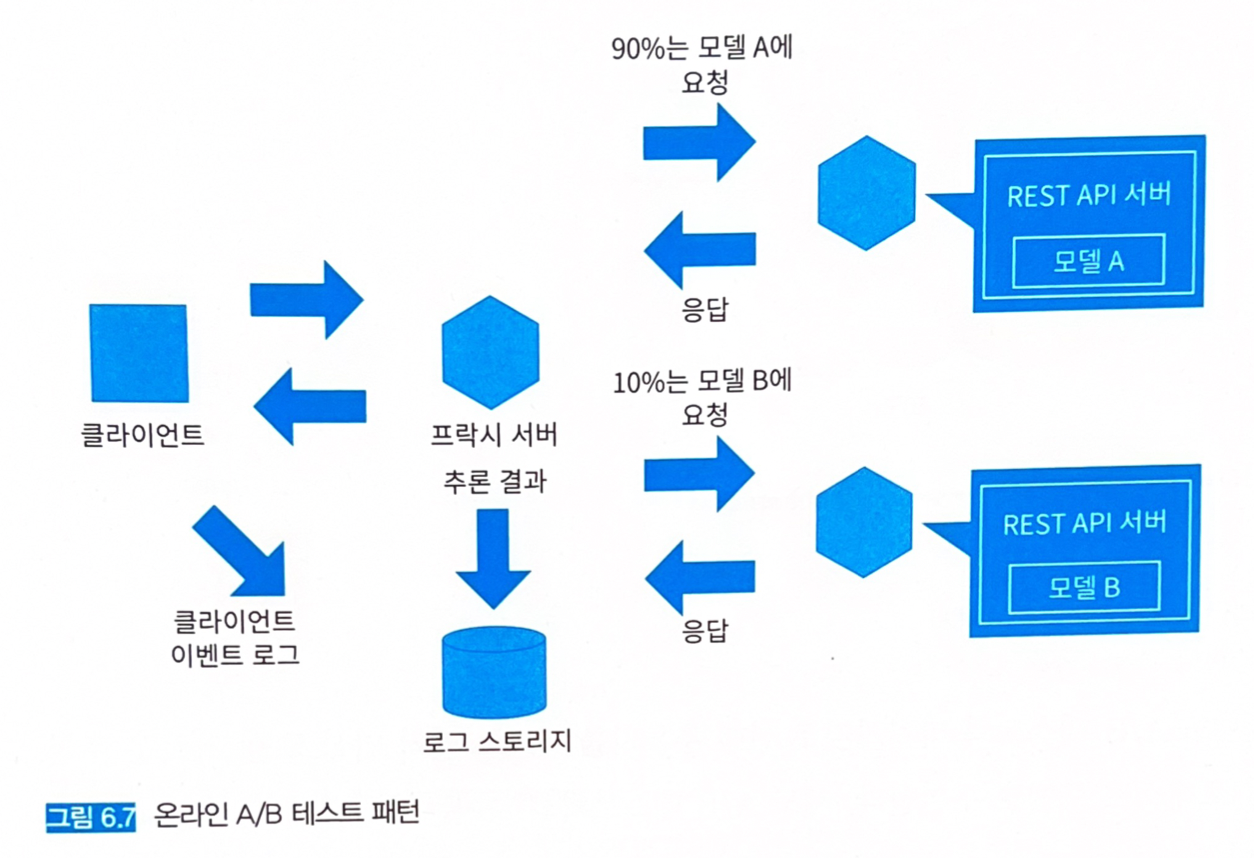 90%는 모델 A에
요청
REST API 서버
모델 A
응답
클라이언트
프락시 서버
추론 결과
10%는 모델 B에
요청
REST API 서버
모델 B
응답
클라이언트
이벤트 로그
로그 스토리지
그림 6.7 온라인 A/B 테스트 패턴